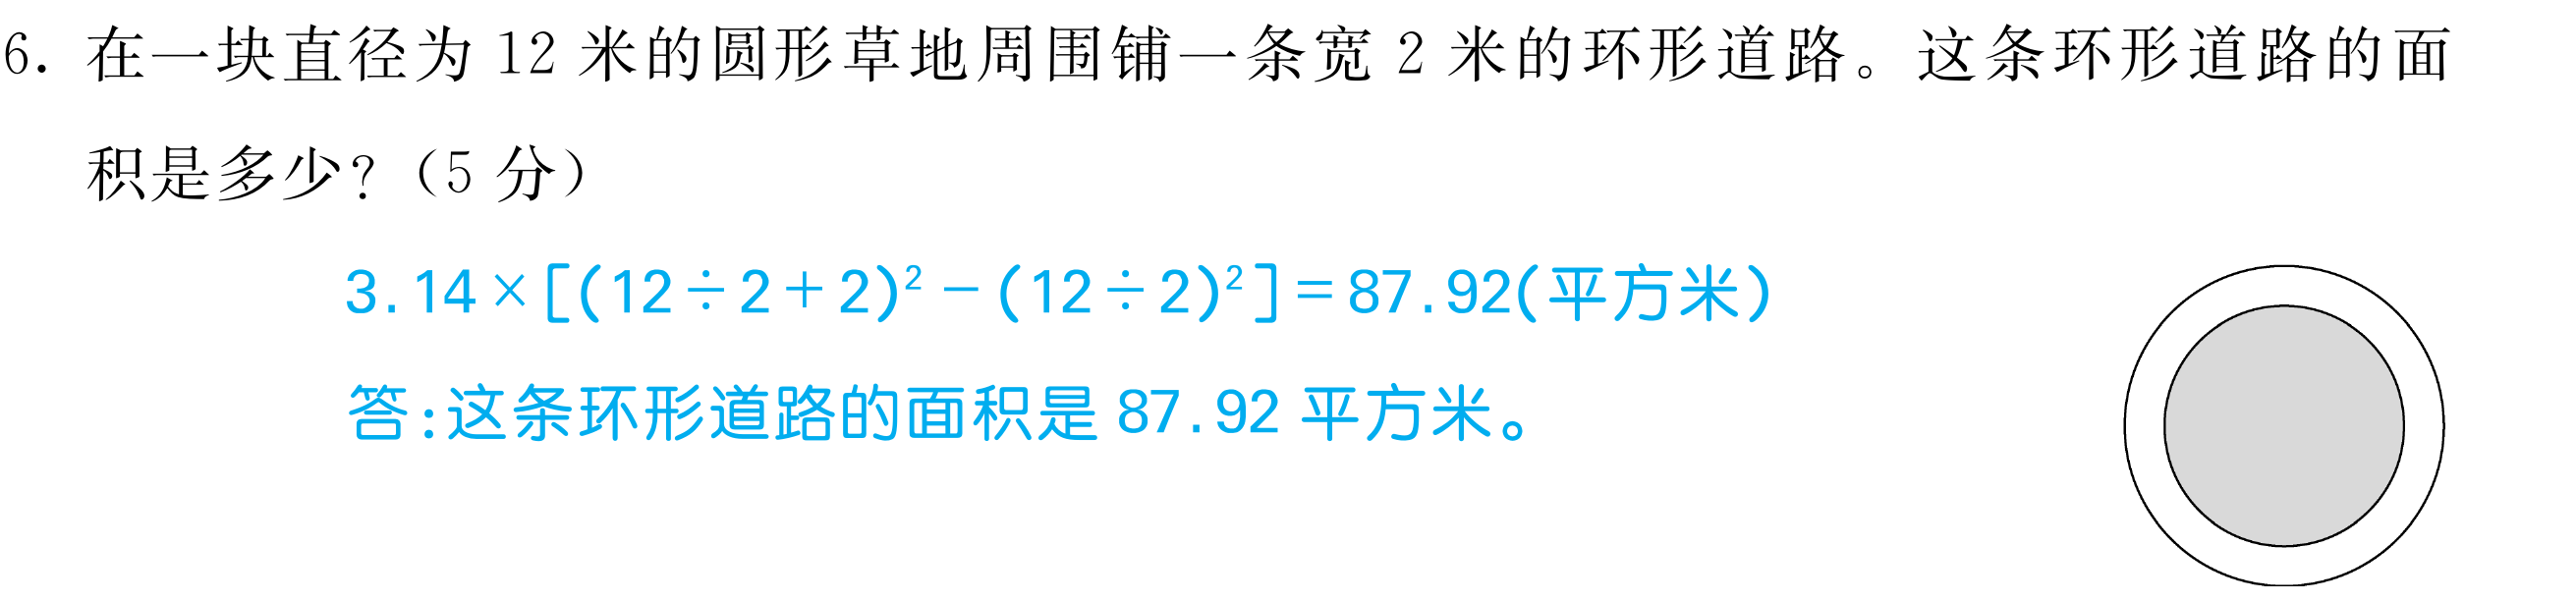 6. 在一块直径为 12 米的圆形草地周围铺一条宽 2 米的环形道路。这条环形道路的面
积是多少?(5 分)
3.14×[(12÷2+2)²-(12÷2)²]=87.92(平方米)
答:这条环形道路的面积是 87.92 平方米。